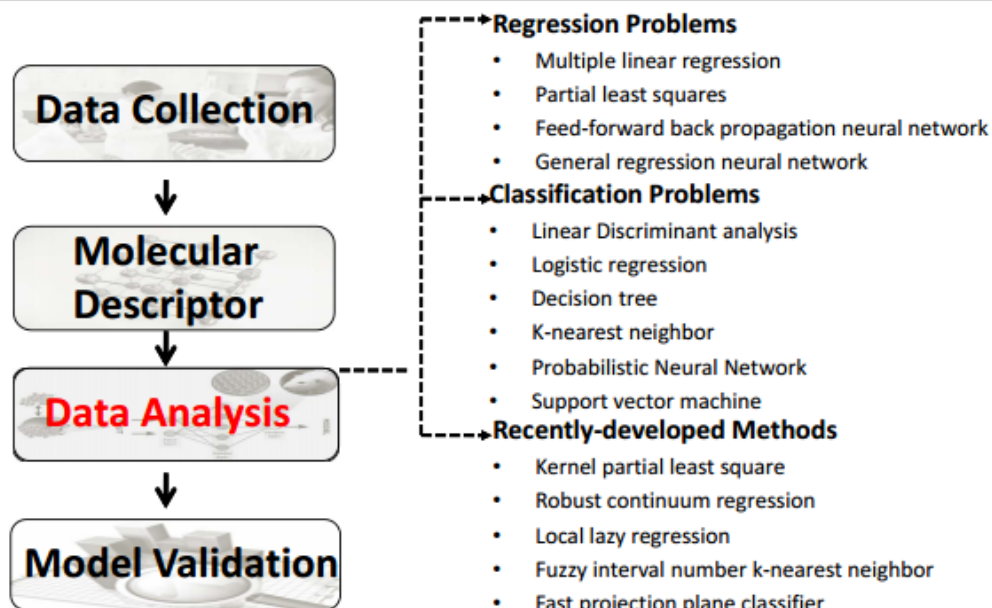 Data Collection
Molecular
Descriptor
Data Analysis
Model Validation
Regression Problems
• Multiple linear regression
• Partial least squares
• Feed-forward back propagation neural network
• General regression neural network
Classification Problems
• Linear Discriminant analysis
• Logistic regression
• Decision tree
• K-nearest neighbor
• Probabilistic Neural Network
• Support vector machine
Recently-developed Methods
• Kernel partial least square
• Robust continuum regression
• Local lazy regression
• Fuzzy interval number k-nearest neighbor
• Fast projection plane classifier